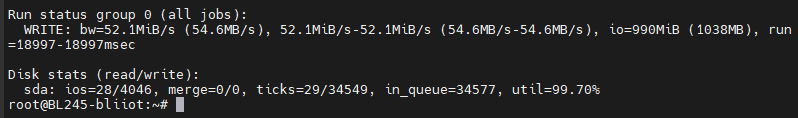 Run status group 0 (all jobs):
  WRITE: bw=52.1MiB/s (54.6MB/s), 52.1MiB/s-52.1MiB/s (54.6MB/s-54.6MB/s), io=990MiB (1038MB), run
=18997-18997msec

Disk stats (read/write):
  sda: ios=28/4046, merge=0/0, ticks=29/34549, in_queue=34577, util=99.70%
root@BL245-bliiot:~#